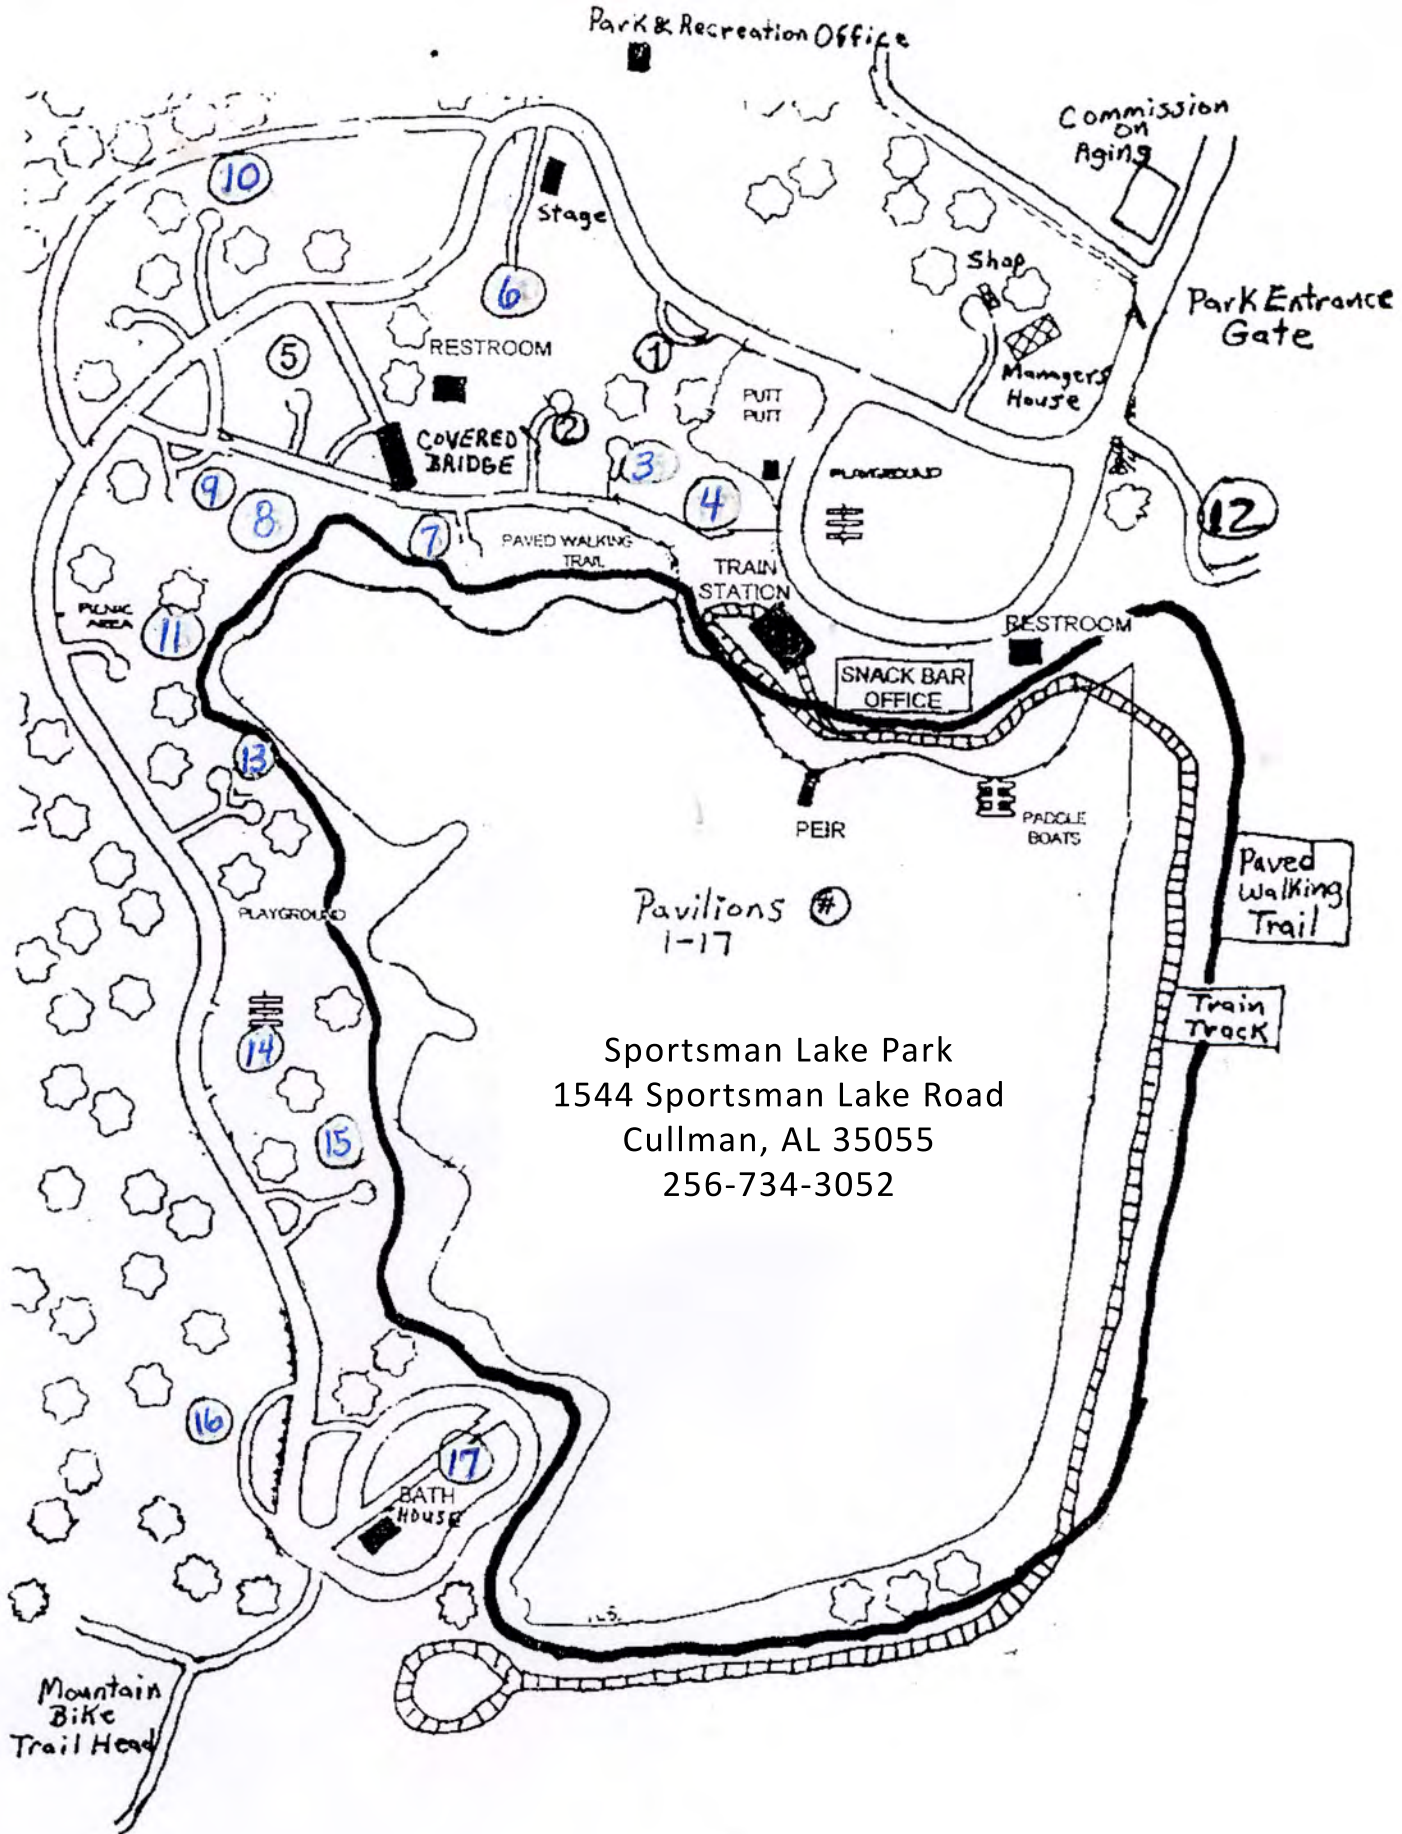 Park & Recreation Office
Commission
on
Aging
10
Stage
Shop
6
Park Entrance
Gate
5
RESTROOM
1
Managers
House
PUTT
PUTT
COVERED
BRIDGE
2
3
PLAYGROUND
9
8
4
12
7
PAVED WALKING
TRAIL
TRAIN
STATION
PICNIC
AREA
11
RESTROOM
SNACK BAR
OFFICE
13
PEIR
PADDLE
BOATS
Paved
Walking
Trail
Pavilions #
1-17
PLAYGROUND
Train
Track
14
Sportsman Lake Park
1544 Sportsman Lake Road
Cullman, AL 35055
256-734-3052
15
16
17
BATH
HOUSE
Mountain
Bike
Trail Head